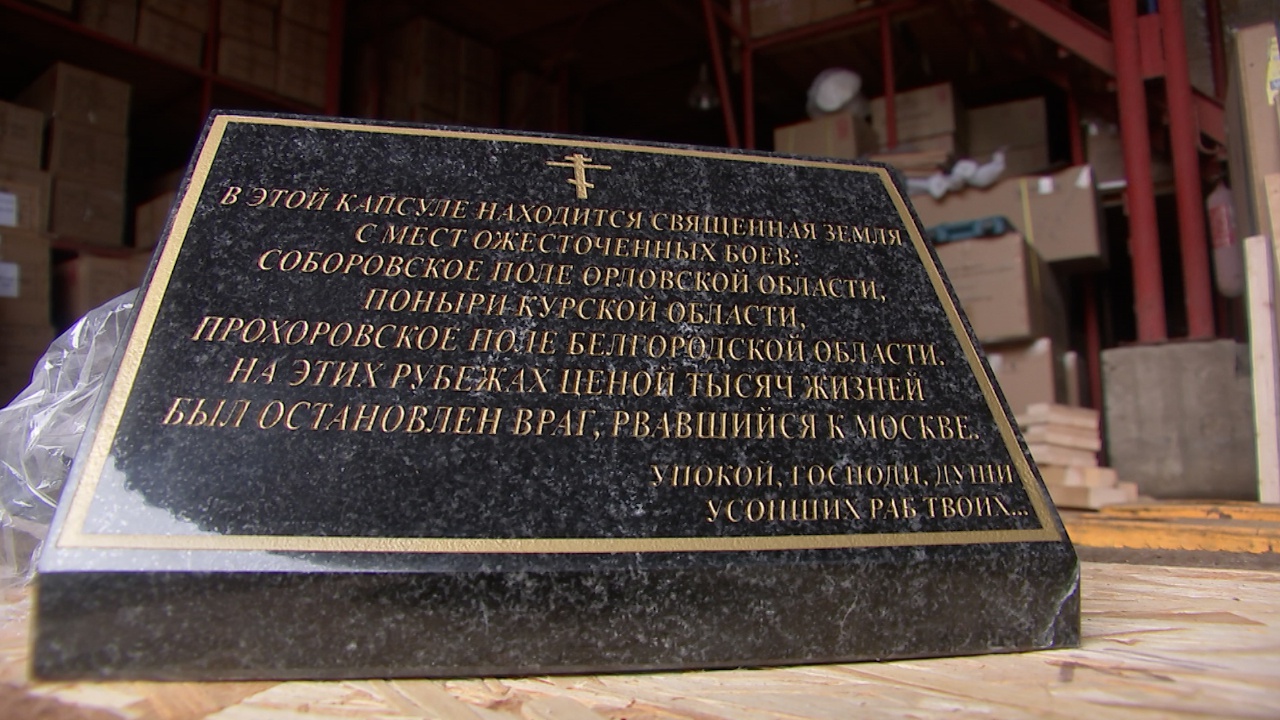 В ЭТОЙ КАПСУЛЕ НАХОДИТСЯ СВЯЩЕННАЯ ЗЕМЛЯ
С МЕСТ ОЖЕСТОЧЕННЫХ БОЕВ:
СОБОРОВСКОЕ ПОЛЕ ОРЛОВСКОЙ ОБЛАСТИ,
ПОНЫРИ КУРСКОЙ ОБЛАСТИ,
ПРОХОРОВСКОЕ ПОЛЕ БЕЛГОРОДСКОЙ ОБЛАСТИ.
НА ЭТИХ РУБЕЖАХ ЦЕНОЙ ТЫСЯЧ ЖИЗНЕЙ
БЫЛ ОСТАНОВЛЕН ВРАГ, РВАВШИЙСЯ К МОСКВЕ.
УПОКОЙ, ГОСПОДИ, ДУШИ
УСОПШИХ РАБ ТВОИХ...